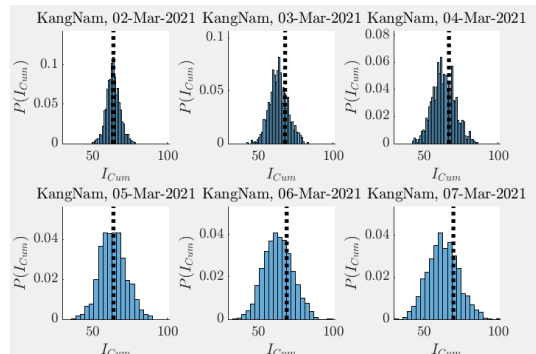 KangNam, 02-Mar-2021 KangNam, 03-Mar-2021 KangNam, 04-Mar-2021
P(I_Cum) 0.1 0.05 0 50 100 I_Cum
P(I_Cum) 0.1 0.05 0 50 100 I_Cum
P(I_Cum) 0.08 0.06 0.04 0.02 0 50 100 I_Cum
KangNam, 05-Mar-2021 KangNam, 06-Mar-2021 KangNam, 07-Mar-2021
P(I_Cum) 0.04 0.02 0 50 100 I_Cum
P(I_Cum) 0.04 0.02 0 50 100 I_Cum
P(I_Cum) 0.04 0.02 0 50 100 I_Cum